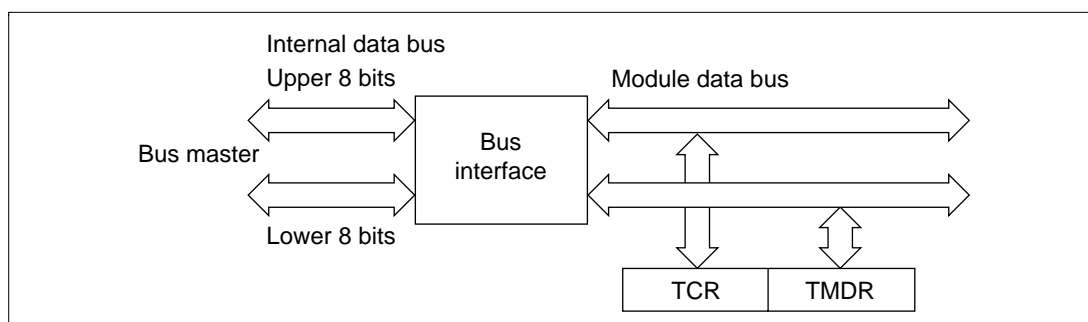 Internal data bus
Upper 8 bits
Module data bus
Bus master
Bus
interface
Lower 8 bits
TCR
TMDR